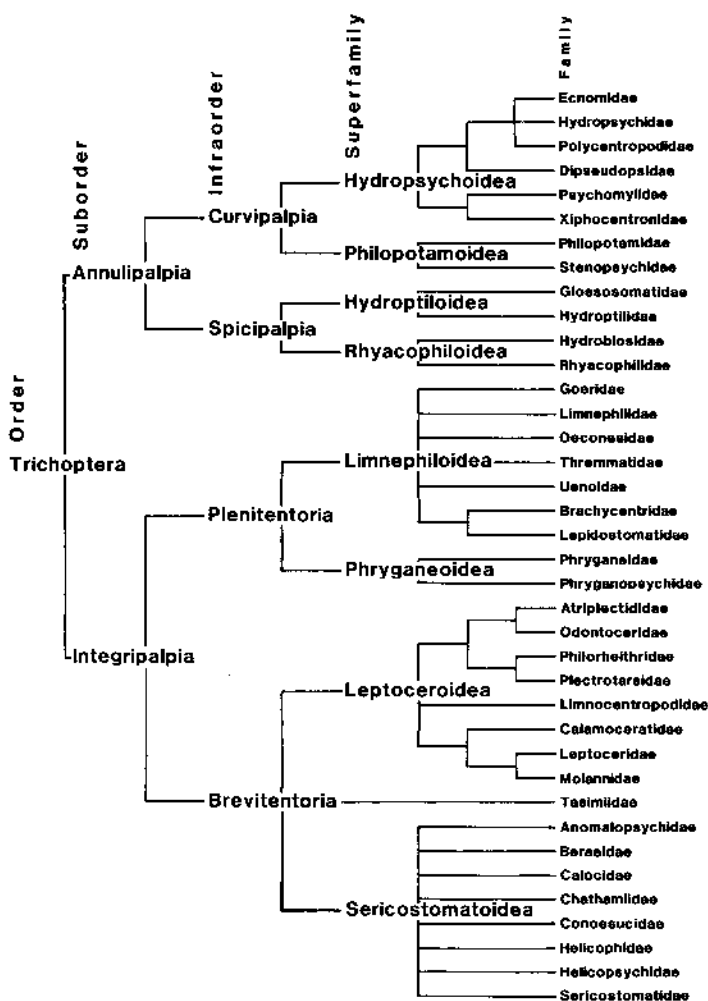 Order
Suborder
Infraorder
Superfamily
Family
Trichoptera
Annulipalpia
Curvipalpia
Hydropsychoidea
Ecnomidae
Hydropsychidae
Polycentropodidae
Dipseudopsidae
Psychomyiidae
Xiphocentronidae
Philopotamoidea
Philopotamidae
Stenopsychidae
Spicipalpia
Hydroptiloidea
Glossosomatidae
Hydroptilidae
Rhyacophiloidea
Hydrobiosidae
Rhyacophilidae
Integripalpia
Plenitentoria
Limnephiloidea
Goeridae
Limnephilidae
Oeconesidae
Thremmatidae
Uenoidae
Brachycentridae
Lepidostomatidae
Phryganeoidea
Phryganeidae
Phryganopsychidae
Brevitentoria
Leptoceroidea
Atriplectididae
Odontoceridae
Philorheithridae
Plectrotarsidae
Limnocentropodidae
Calamoceratidae
Leptoceridae
Molannidae
Tasimiidae
Sericostomatoidea
Anomalopsychidae
Beraeidae
Calocidae
Chathamiidae
Conoesucidae
Helicophidae
Helicopsychidae
Sericostomatidae